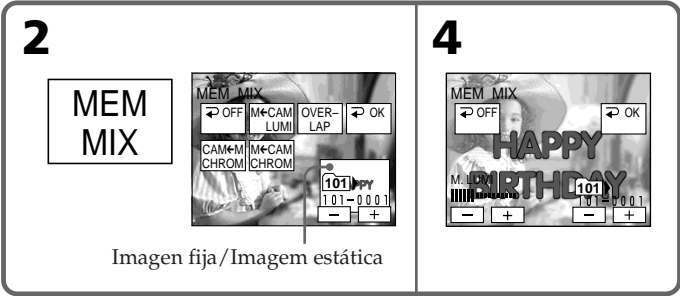 2
MEM
MIX
MEM MIX
↩ OFF
M←CAM
LUMI
OVER–
LAP
↩ OK
CAM←M
CHROM
M←CAM
CHROM
101
PPY
101–0001
– +
Imagen fija/Imagem estática
4
MEM MIX
↩ OFF
↩ OK
HAPPY
BIRTHDAY
M. LUMI
101
101–0001
– +
– +